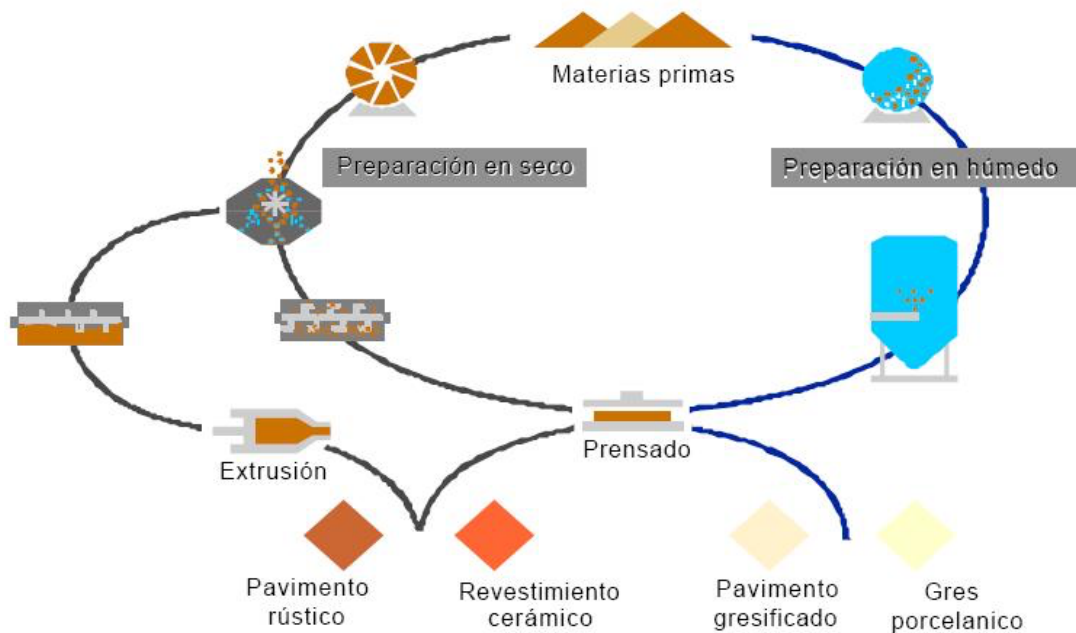 Materias primas
Preparación en seco
Preparación en húmedo
Extrusión
Prensado
Pavimento
rústico
Revestimiento
cerámico
Pavimento
gresificado
Gres
porcelanico